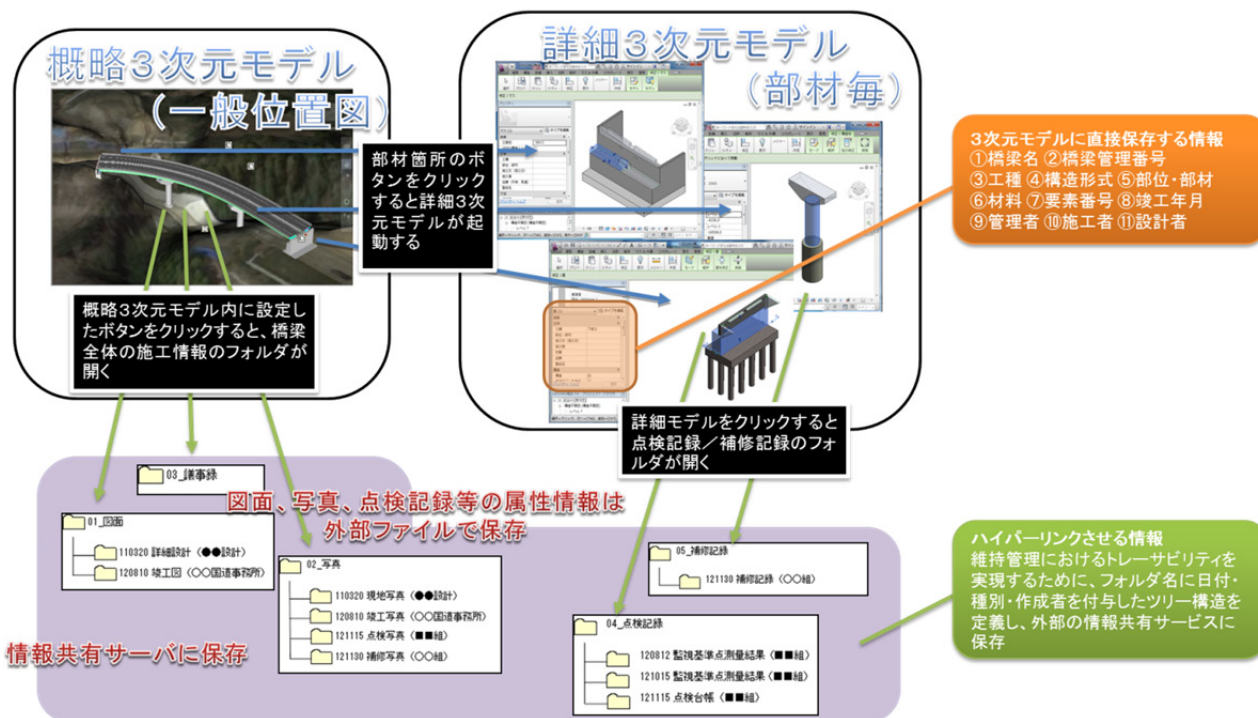 概略３次元モデル
（一般位置図）
詳細３次元モデル
（部材毎）
部材箇所のボ
タンをクリック
すると詳細3次
元モデルが起
動する
３次元モデルに直接保存する情報
①橋梁名 ②橋梁管理番号
③工種 ④構造形式 ⑤部位・部材
⑥材料 ⑦要素番号 ⑧竣工年月
⑨管理者 ⑩施工者 ⑪設計者
概略3次元モデル内に設定し
たボタンをクリックすると、橋梁
全体の施工情報のフォルダが
開く
詳細モデルをクリックすると
点検記録／補修記録のフォ
ルダが開く
03_議事録
図面、写真、点検記録等の属性情報は
外部ファイルで保存
01_図面
110320 詳細設計（●●設計）
120810 竣工図（○○国道事務所）
02_写真
110320 現地写真（●●設計）
120810 竣工写真（○○国道事務所）
121115 点検写真（■■組）
121130 補修写真（○○組）
05_補修記録
121130 補修記録（○○組）
04_点検記録
120812 監視基準点測量結果（■■組）
121015 監視基準点測量結果（■■組）
121115 点検台帳（■■組）
情報共有サーバに保存
ハイパーリンクさせる情報
維持管理におけるトレーサビリティを
実現するために、フォルダ名に日付・
種別・作成者を付与したツリー構造を
定義し、外部の情報共有サービスに
保存